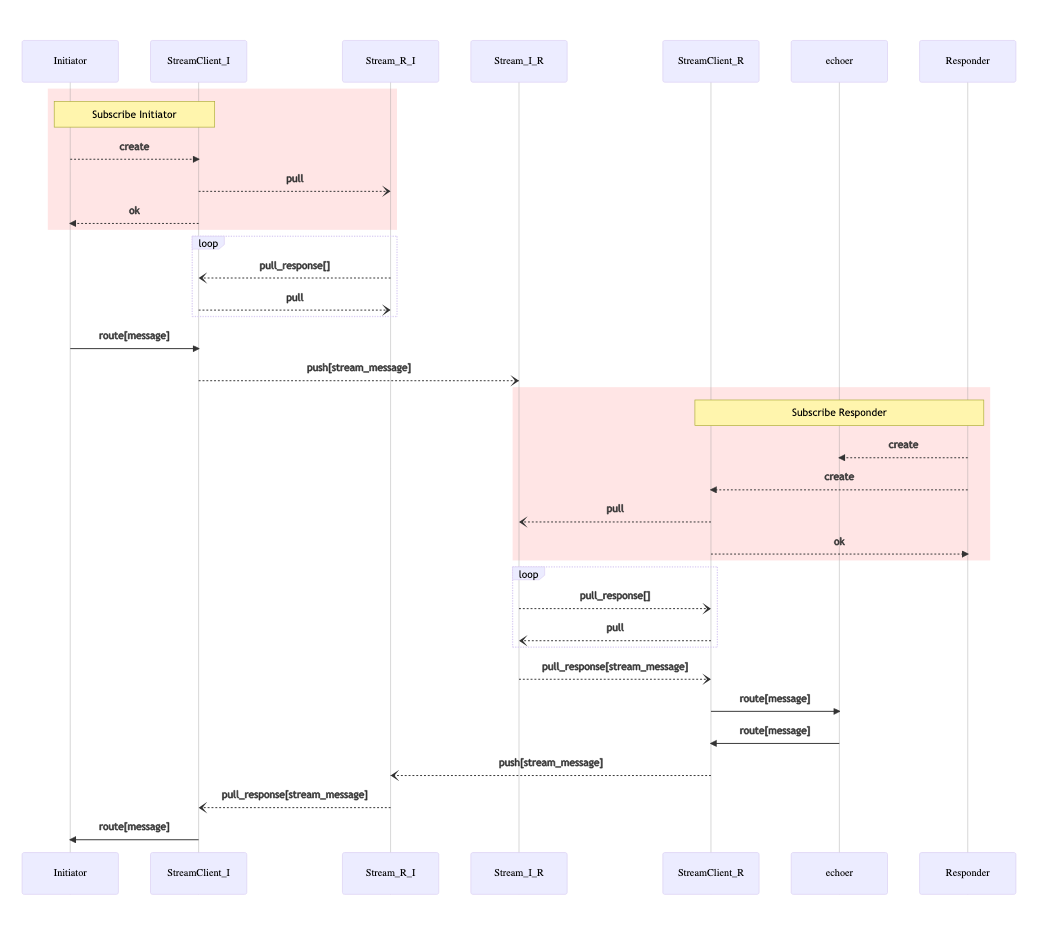 Initiator StreamClient_I Stream_R_I Stream_I_R StreamClient_R echoer Responder
Subscribe Initiator
create
pull
ok
loop
pull_response[]
pull
route[message]
push[stream_message]
Subscribe Responder
create
create
pull
ok
loop
pull_response[]
pull
pull_response[stream_message]
route[message]
route[message]
push[stream_message]
pull_response[stream_message]
route[message]
Initiator StreamClient_I Stream_R_I Stream_I_R StreamClient_R echoer Responder